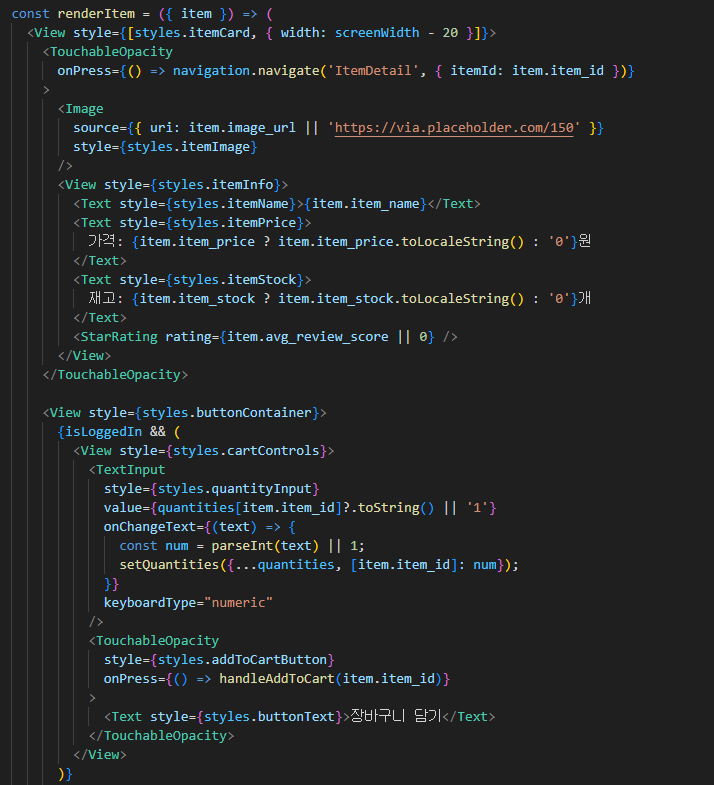 const renderItem = ({ item }) => (
  <View style={[styles.itemCard, { width: screenWidth - 20 }]}>
    <TouchableOpacity
      onPress={() => navigation.navigate('ItemDetail', { itemId: item.item_id })}
    >
      <Image
        source={{ uri: item.image_url || 'https://via.placeholder.com/150' }}
        style={styles.itemImage}
      />
      <View style={styles.itemInfo}>
        <Text style={styles.itemName}>{item.item_name}</Text>
        <Text style={styles.itemPrice}>
          가격: {item.item_price ? item.item_price.toLocaleString() : '0'}원
        </Text>
        <Text style={styles.itemStock}>
          재고: {item.item_stock ? item.item_stock.toLocaleString() : '0'}개
        </Text>
        <StarRating rating={item.avg_review_score || 0} />
      </View>
    </TouchableOpacity>

    <View style={styles.buttonContainer}>
      {isLoggedIn && (
        <View style={styles.cartControls}>
          <TextInput
            style={styles.quantityInput}
            value={quantities[item.item_id]?.toString() || '1'}
            onChangeText={(text) => {
              const num = parseInt(text) || 1;
              setQuantities({...quantities, [item.item_id]: num});
            }}
            keyboardType="numeric"
          />
          <TouchableOpacity
            style={styles.addToCartButton}
            onPress={() => handleAddToCart(item.item_id)}
          >
            <Text style={styles.buttonText}>장바구니 담기</Text>
          </TouchableOpacity>
        </View>
      )}